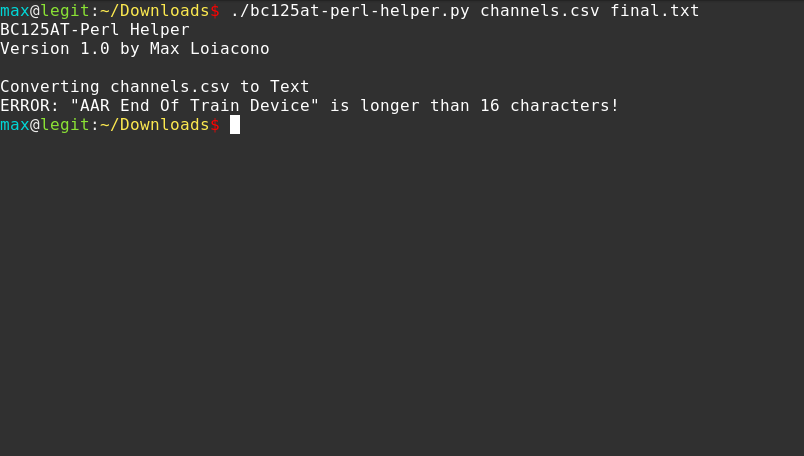 max@legit:~/Downloads$ ./bc125at-perl-helper.py channels.csv final.txt
BC125AT-Perl Helper
Version 1.0 by Max Loiacono

Converting channels.csv to Text
ERROR: "AAR End Of Train Device" is longer than 16 characters!
max@legit:~/Downloads$